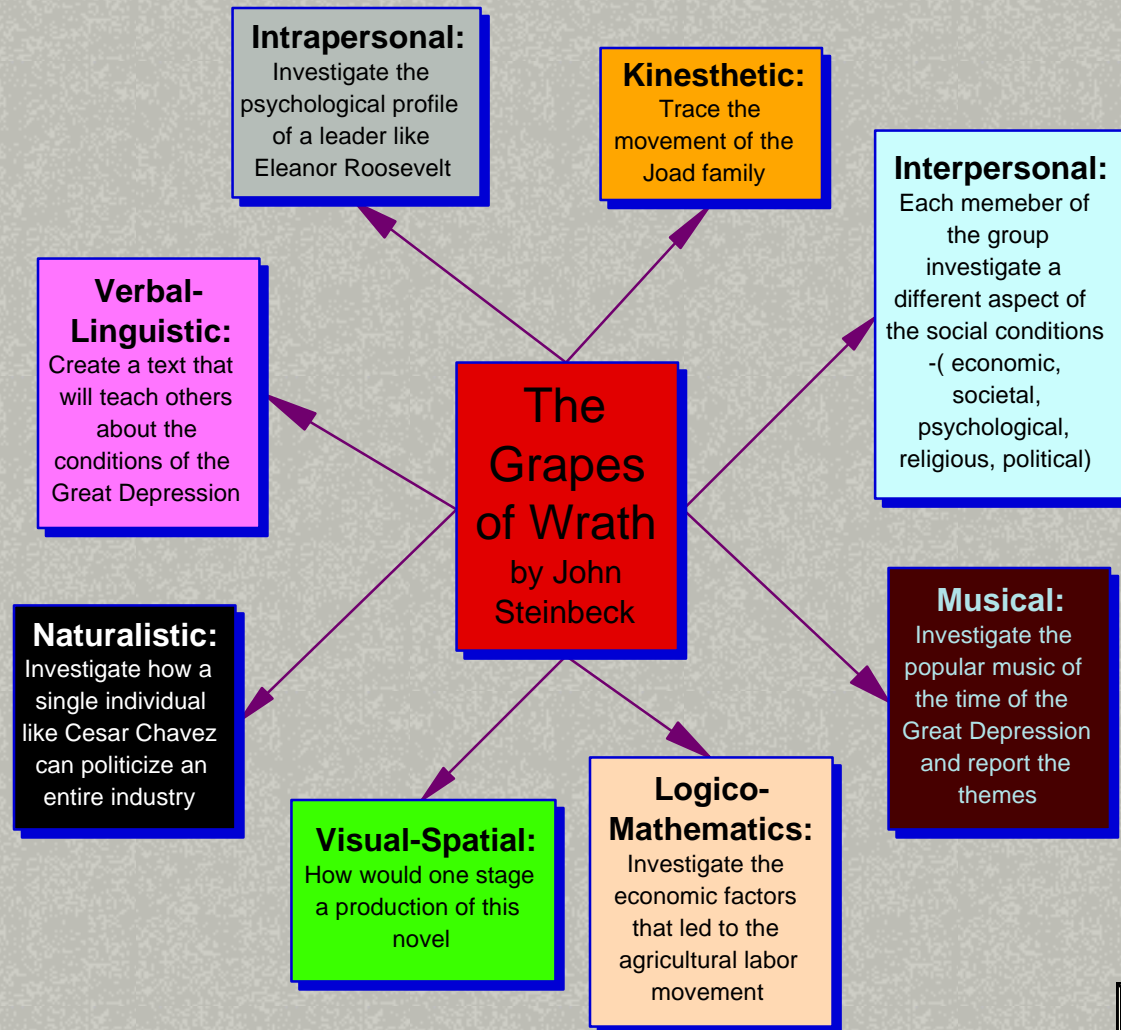 Intrapersonal:
Investigate the
psychological profile
of a leader like
Eleanor Roosevelt
Kinesthetic:
Trace the
movement of the
Joad family
Interpersonal:
Each memeber of
the group
investigate a
different aspect of
the social conditions
-( economic,
societal,
psychological,
religious, political)
Verbal-
Linguistic:
Create a text that
will teach others
about the
conditions of the
Great Depression
The
Grapes
of Wrath
by John
Steinbeck
Naturalistic:
Investigate how a
single individual
like Cesar Chavez
can politicize an
entire industry
Musical:
Investigate the
popular music of
the time of the
Great Depression
and report the
themes
Visual-Spatial:
How would one stage
a production of this
novel
Logico-
Mathematics:
Investigate the
economic factors
that led to the
agricultural labor
movement